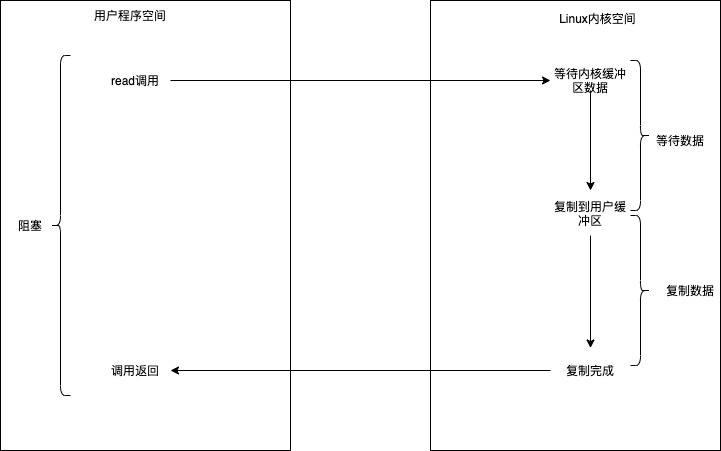 用户程序空间
Linux内核空间
read调用
等待内核缓冲
区数据
等待数据
复制到用户缓
冲区
阻塞
复制数据
调用返回
复制完成